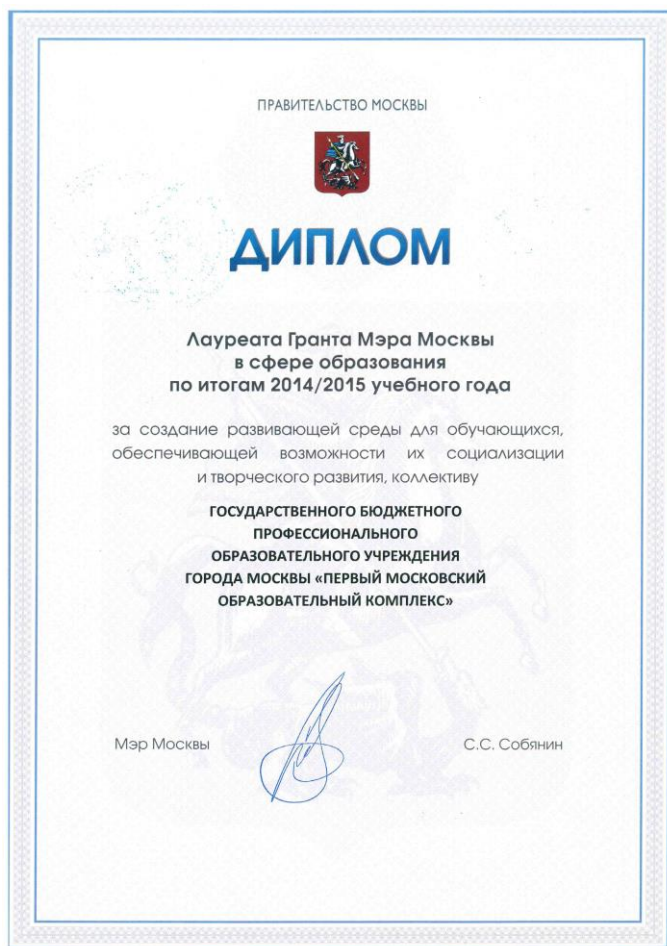 ПРАВИТЕЛЬСТВО МОСКВЫ
ДИПЛОМ
Лауреата Гранта Мэра Москвы
в сфере образования
по итогам 2014/2015 учебного года
за создание развивающей среды для обучающихся,
обеспечивающей возможности их социализации
и творческого развития, коллективу
ГОСУДАРСТВЕННОГО БЮДЖЕТНОГО
ПРОФЕССИОНАЛЬНОГО
ОБРАЗОВАТЕЛЬНОГО УЧРЕЖДЕНИЯ
ГОРОДА МОСКВЫ «ПЕРВЫЙ МОСКОВСКИЙ
ОБРАЗОВАТЕЛЬНЫЙ КОМПЛЕКС»
Мэр Москвы С.С. Собянин